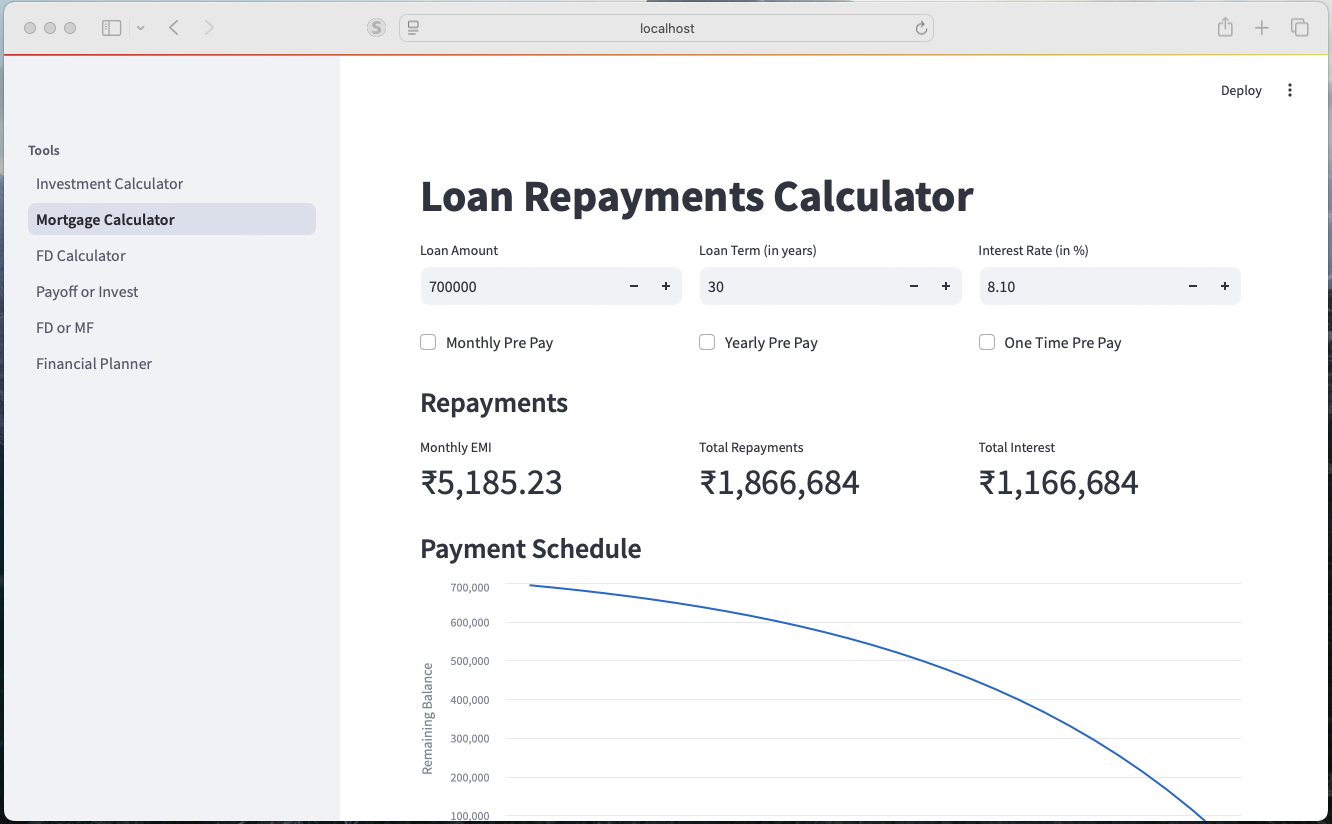 localhost
Deploy
Tools
Investment Calculator
Mortgage Calculator
FD Calculator
Payoff or Invest
FD or MF
Financial Planner
Loan Repayments Calculator
Loan Amount Loan Term (in years) Interest Rate (in %)
700000 − + 30 − + 8.10 − +
Monthly Pre Pay Yearly Pre Pay One Time Pre Pay
Repayments
Monthly EMI Total Repayments Total Interest
₹5,185.23 ₹1,866,684 ₹1,166,684
Payment Schedule
Remaining Balance
700,000
600,000
500,000
400,000
300,000
200,000
100,000